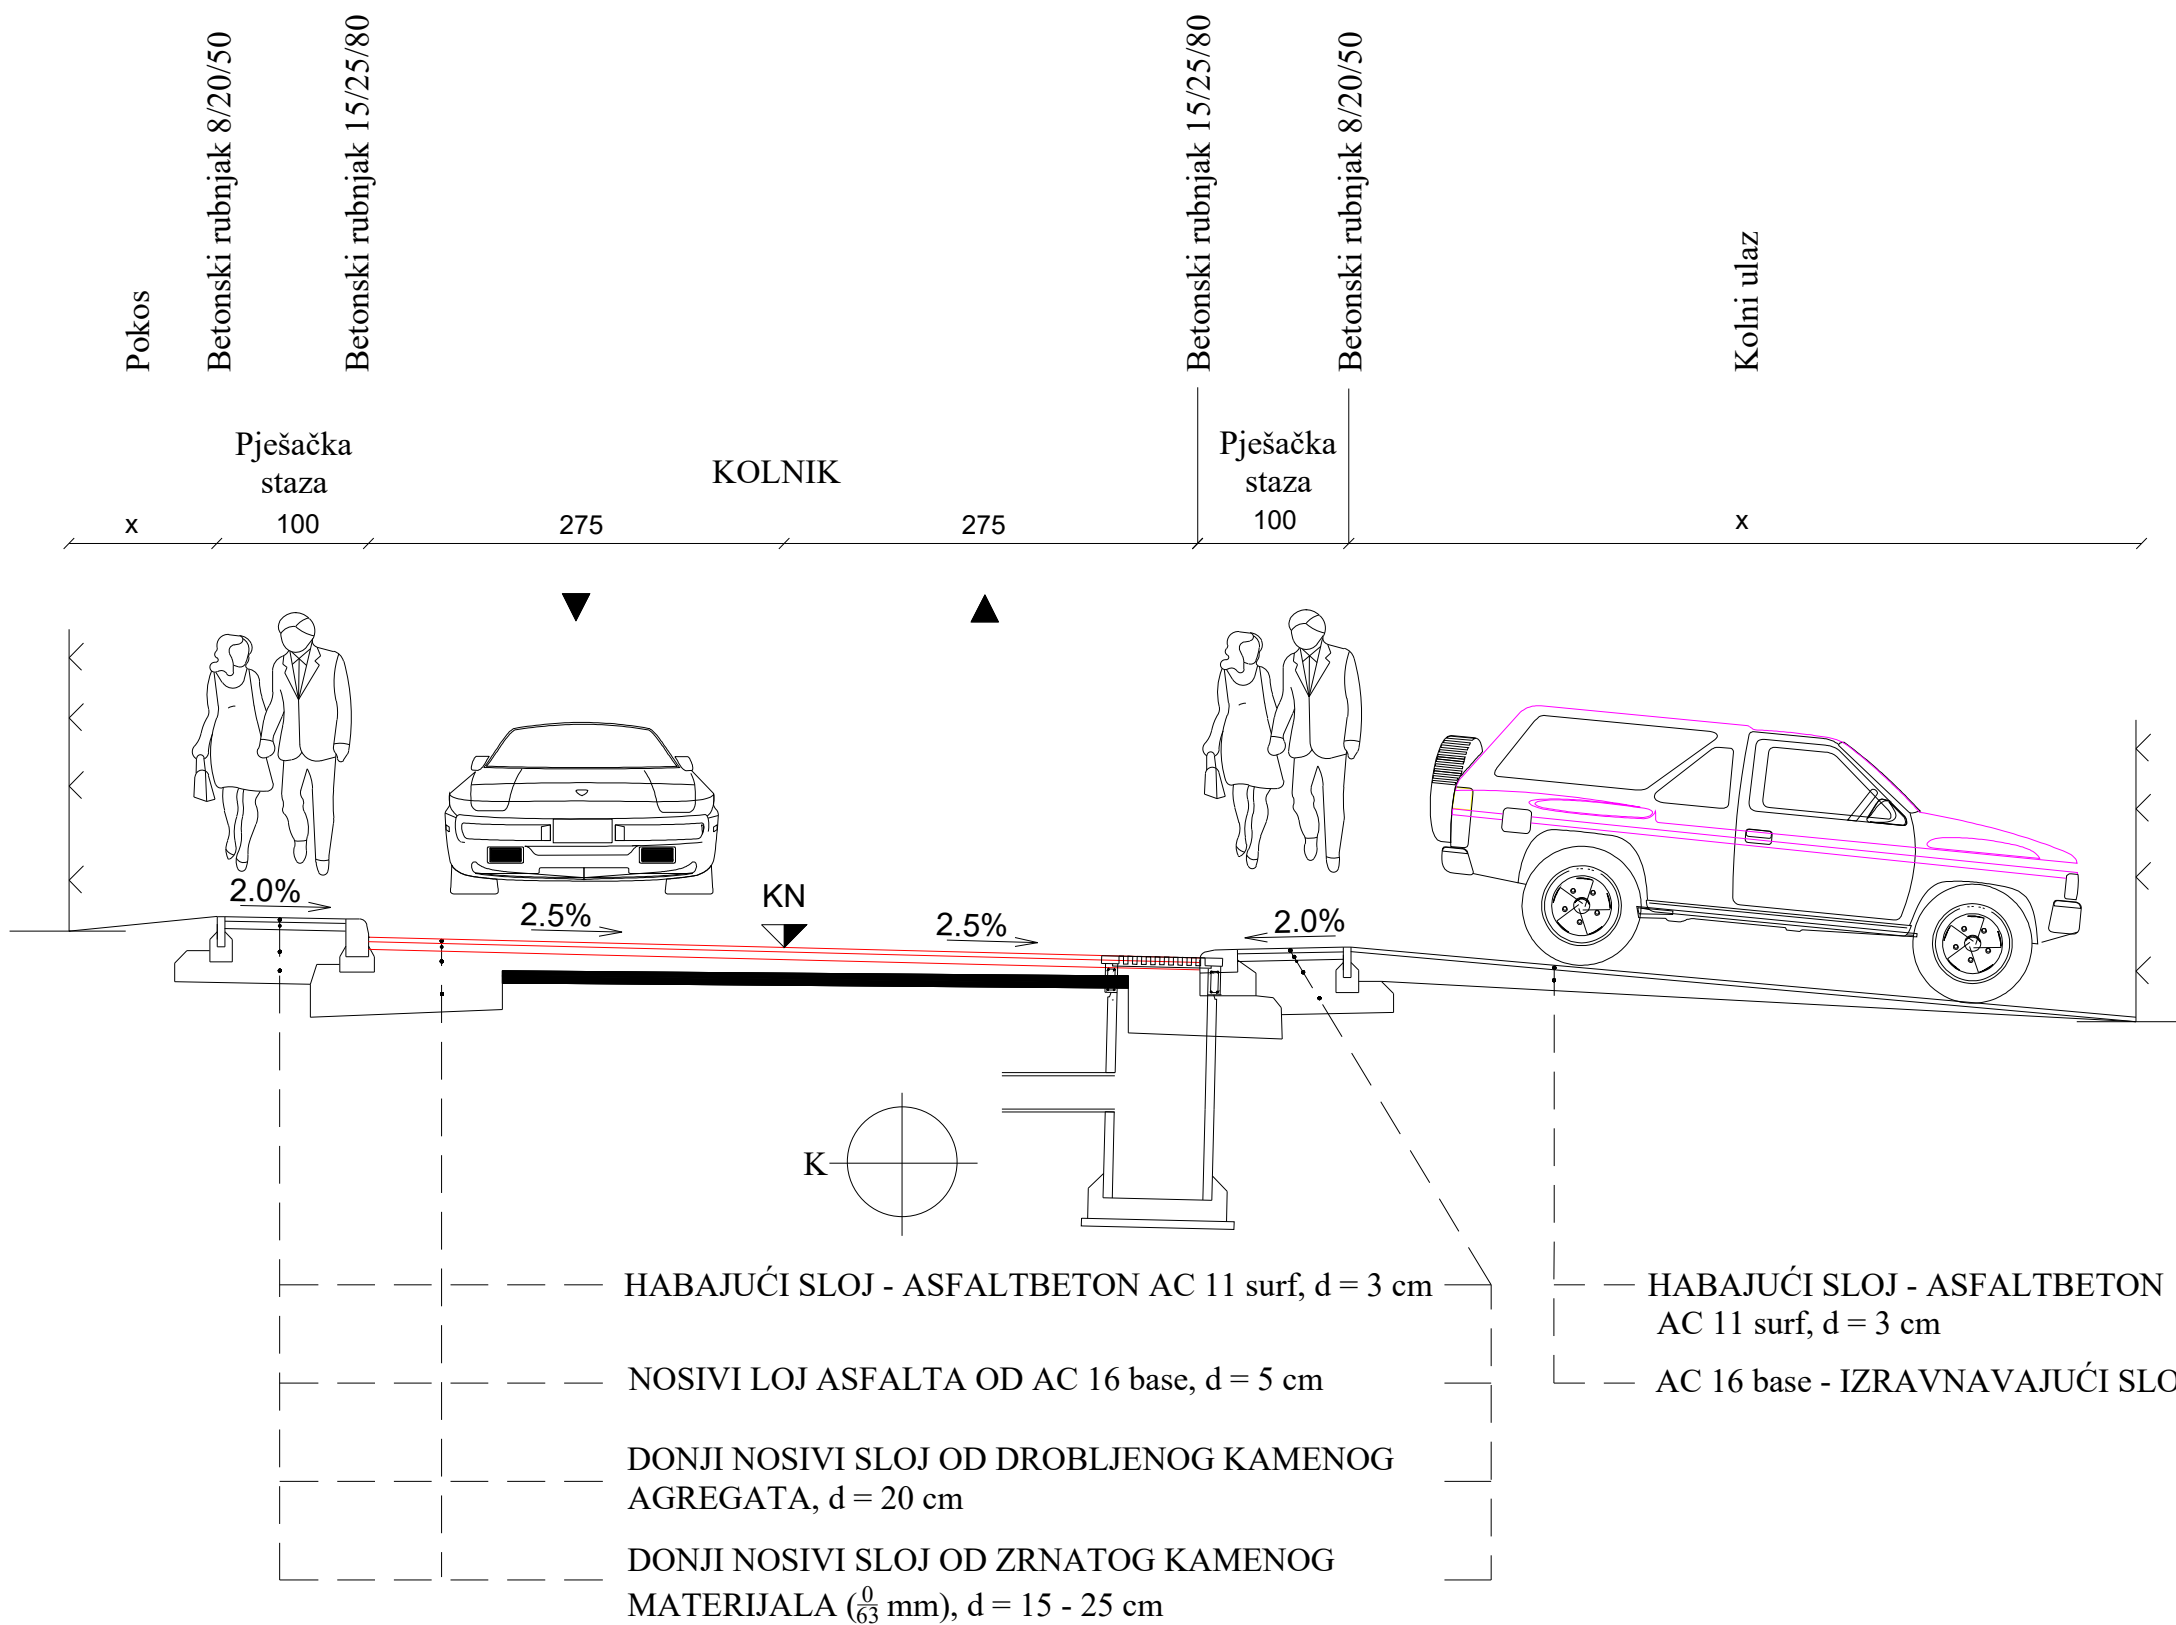 Pokos
Betonski rubnjak 8/20/50
Betonski rubnjak 15/25/80
Betonski rubnjak 15/25/80
Betonski rubnjak 8/20/50
Kolni ulaz
Pješačka
staza
KOLNIK
Pješačka
staza
x
100
275
275
100
x
2.0%
2.5%
KN
2.5%
2.0%
K
HABAJUĆI SLOJ - ASFALTBETON AC 11 surf, d = 3 cm
NOSIVI LOJ ASFALTA OD AC 16 base, d = 5 cm
DONJI NOSIVI SLOJ OD DROBLJENOG KAMENOG
AGREGATA, d = 20 cm
DONJI NOSIVI SLOJ OD ZRNATOG KAMENOG
MATERIJALA (0/63 mm), d = 15 - 25 cm
HABAJUĆI SLOJ - ASFALTBETON
AC 11 surf, d = 3 cm
AC 16 base - IZRAVNAVAJUĆI SLO